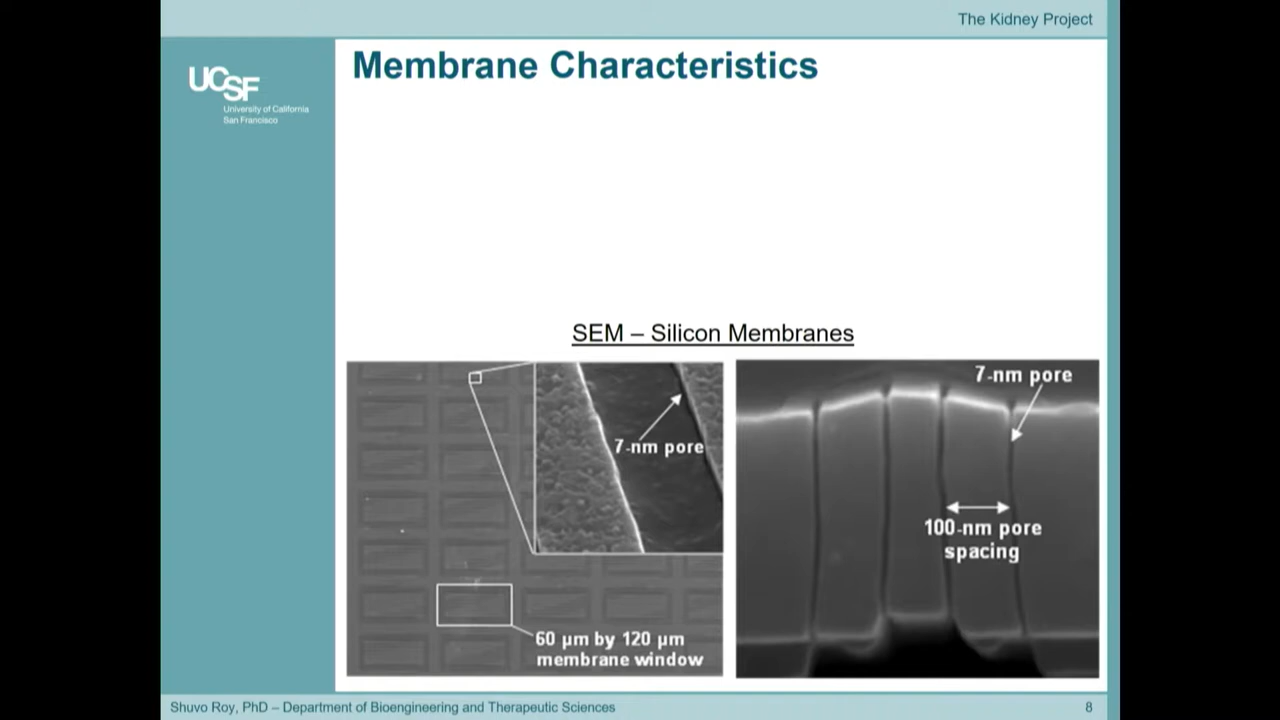 The Kidney Project
UCSF
University of California
San Francisco
Membrane Characteristics
SEM – Silicon Membranes
7-nm pore
60 µm by 120 µm
membrane window
7-nm pore
100-nm pore
spacing
Shuvo Roy, PhD – Department of Bioengineering and Therapeutic Sciences
8